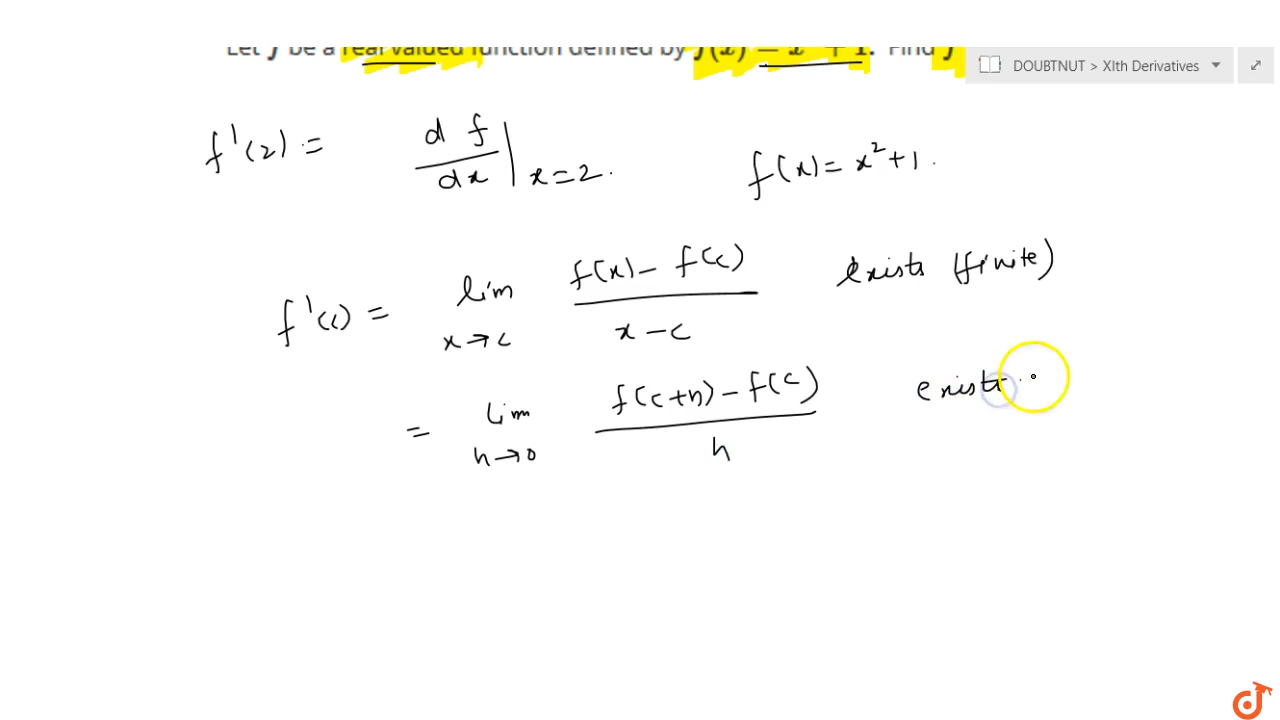 Let f be a real valued function defined by f(x) = x² + 1. Find f
DOUBTNUT > XIth Derivatives
f'(2) = df/dx | x=2. f(x) = x² + 1.
f'(c) = lim x→c (f(x) - f(c))/(x - c) exists (finite)
= lim h→0 (f(c+h) - f(c))/h exists